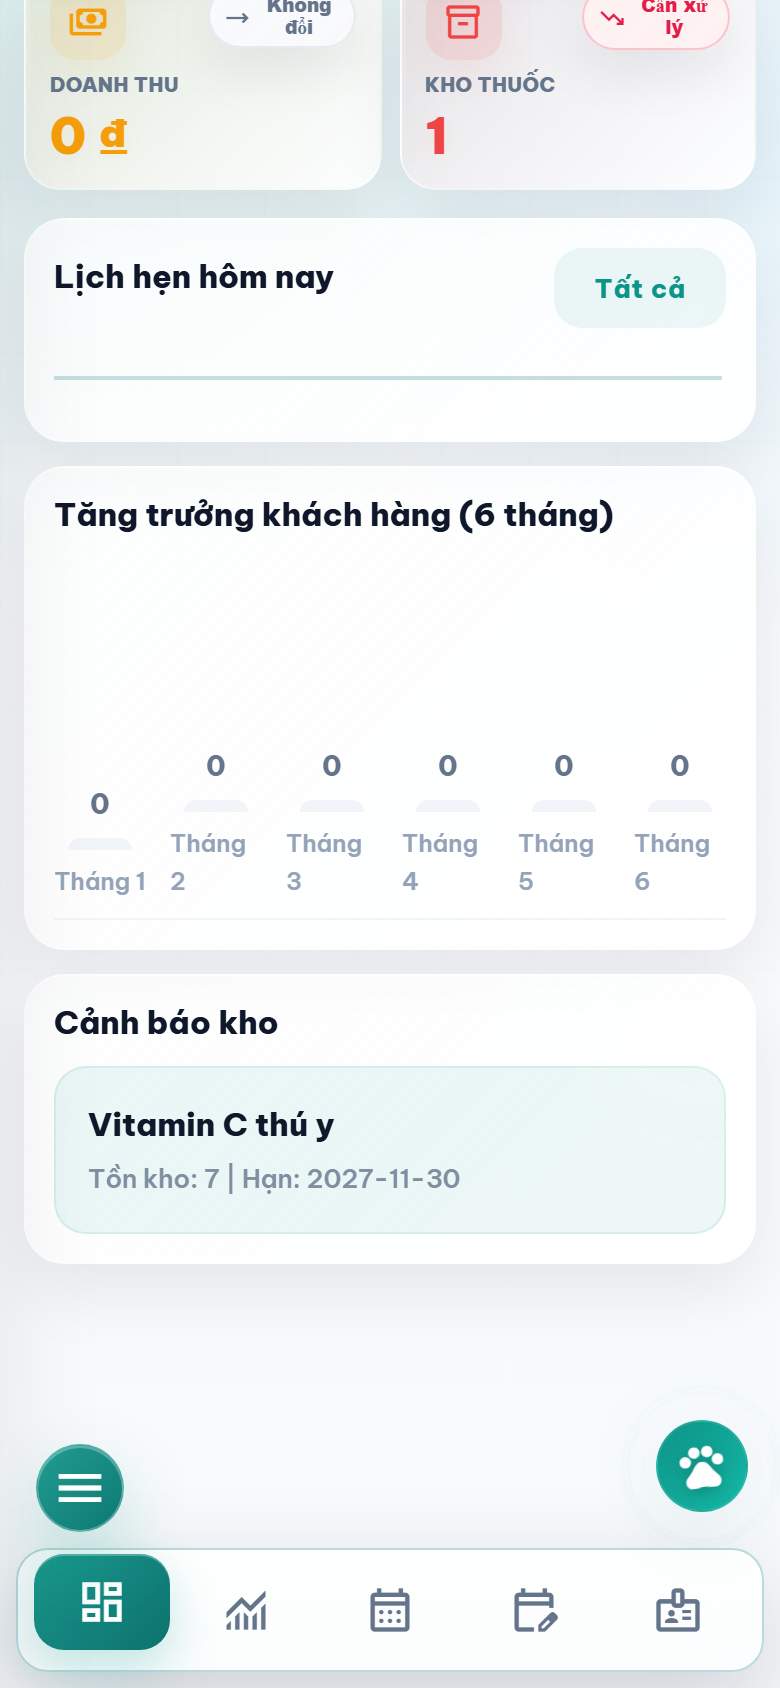 Không
đổi
Cần xử
lý
DOANH THU
KHO THUỐC
0 đ
1
Lịch hẹn hôm nay
Tất cả
Tăng trưởng khách hàng (6 tháng)
0
0
0
0
0
0
Tháng 1
Tháng
2
Tháng
3
Tháng
4
Tháng
5
Tháng
6
Cảnh báo kho
Vitamin C thú y
Tồn kho: 7 | Hạn: 2027-11-30